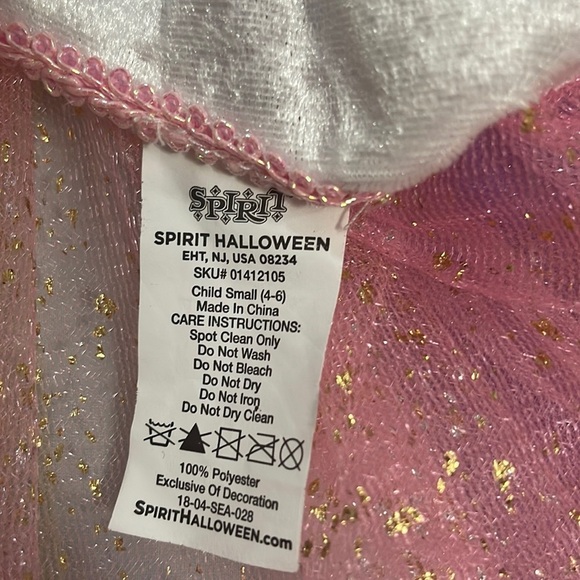 SPIRIT
SPIRIT HALLOWEEN
EHT, NJ, USA 08234
SKU# 01412105
Child Small (4-6)
Made In China
CARE INSTRUCTIONS:
Spot Clean Only
Do Not Wash
Do Not Bleach
Do Not Dry
Do Not Iron
Do Not Dry Clean
100% Polyester
Exclusive Of Decoration
18-04-SEA-028
SPIRITHALLOWEEN.com